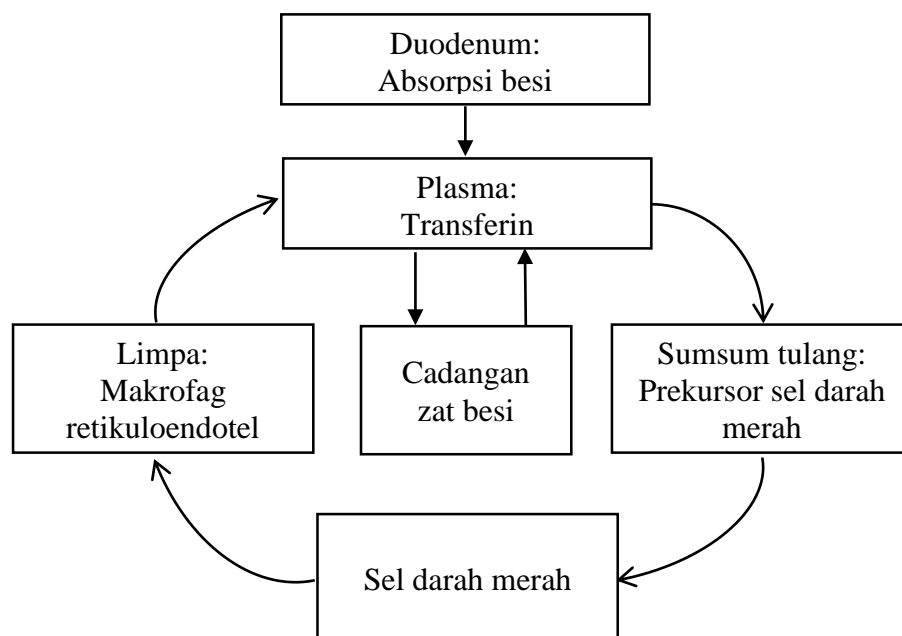 Duodenum:
Absorpsi besi
Plasma:
Transferin
Limpa:
Makrofag
retikuloendotel
Cadangan
zat besi
Sumsum tulang:
Prekursor sel darah
merah
Sel darah merah